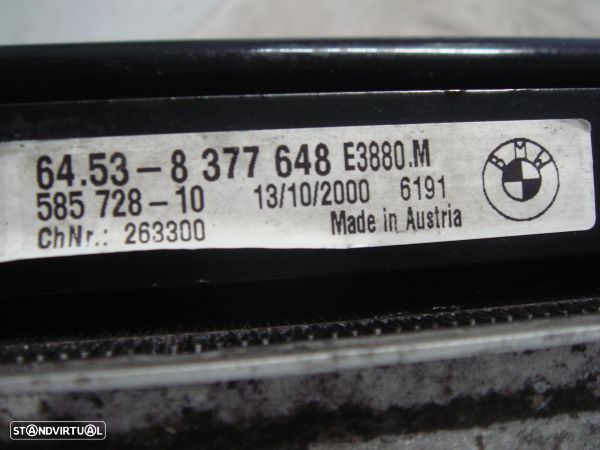 64.53-8 377 648 E3880.M
585 728-10 13/10/2000 6191
ChNr.: 263300 Made in Austria
BMW
STANDVIRTUAL